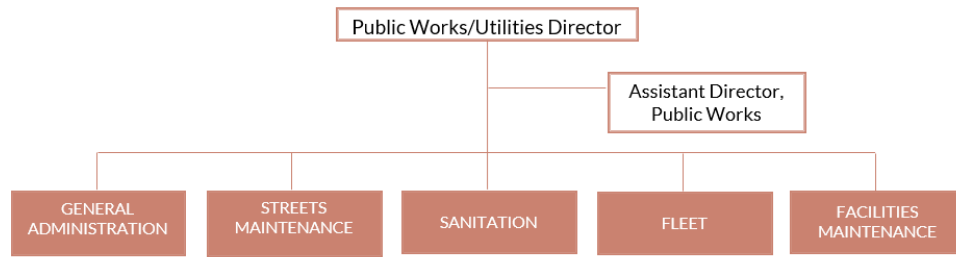 Public Works/Utilities Director
Assistant Director,
Public Works
GENERAL
ADMINISTRATION
STREETS
MAINTENANCE
SANITATION
FLEET
FACILITIES
MAINTENANCE